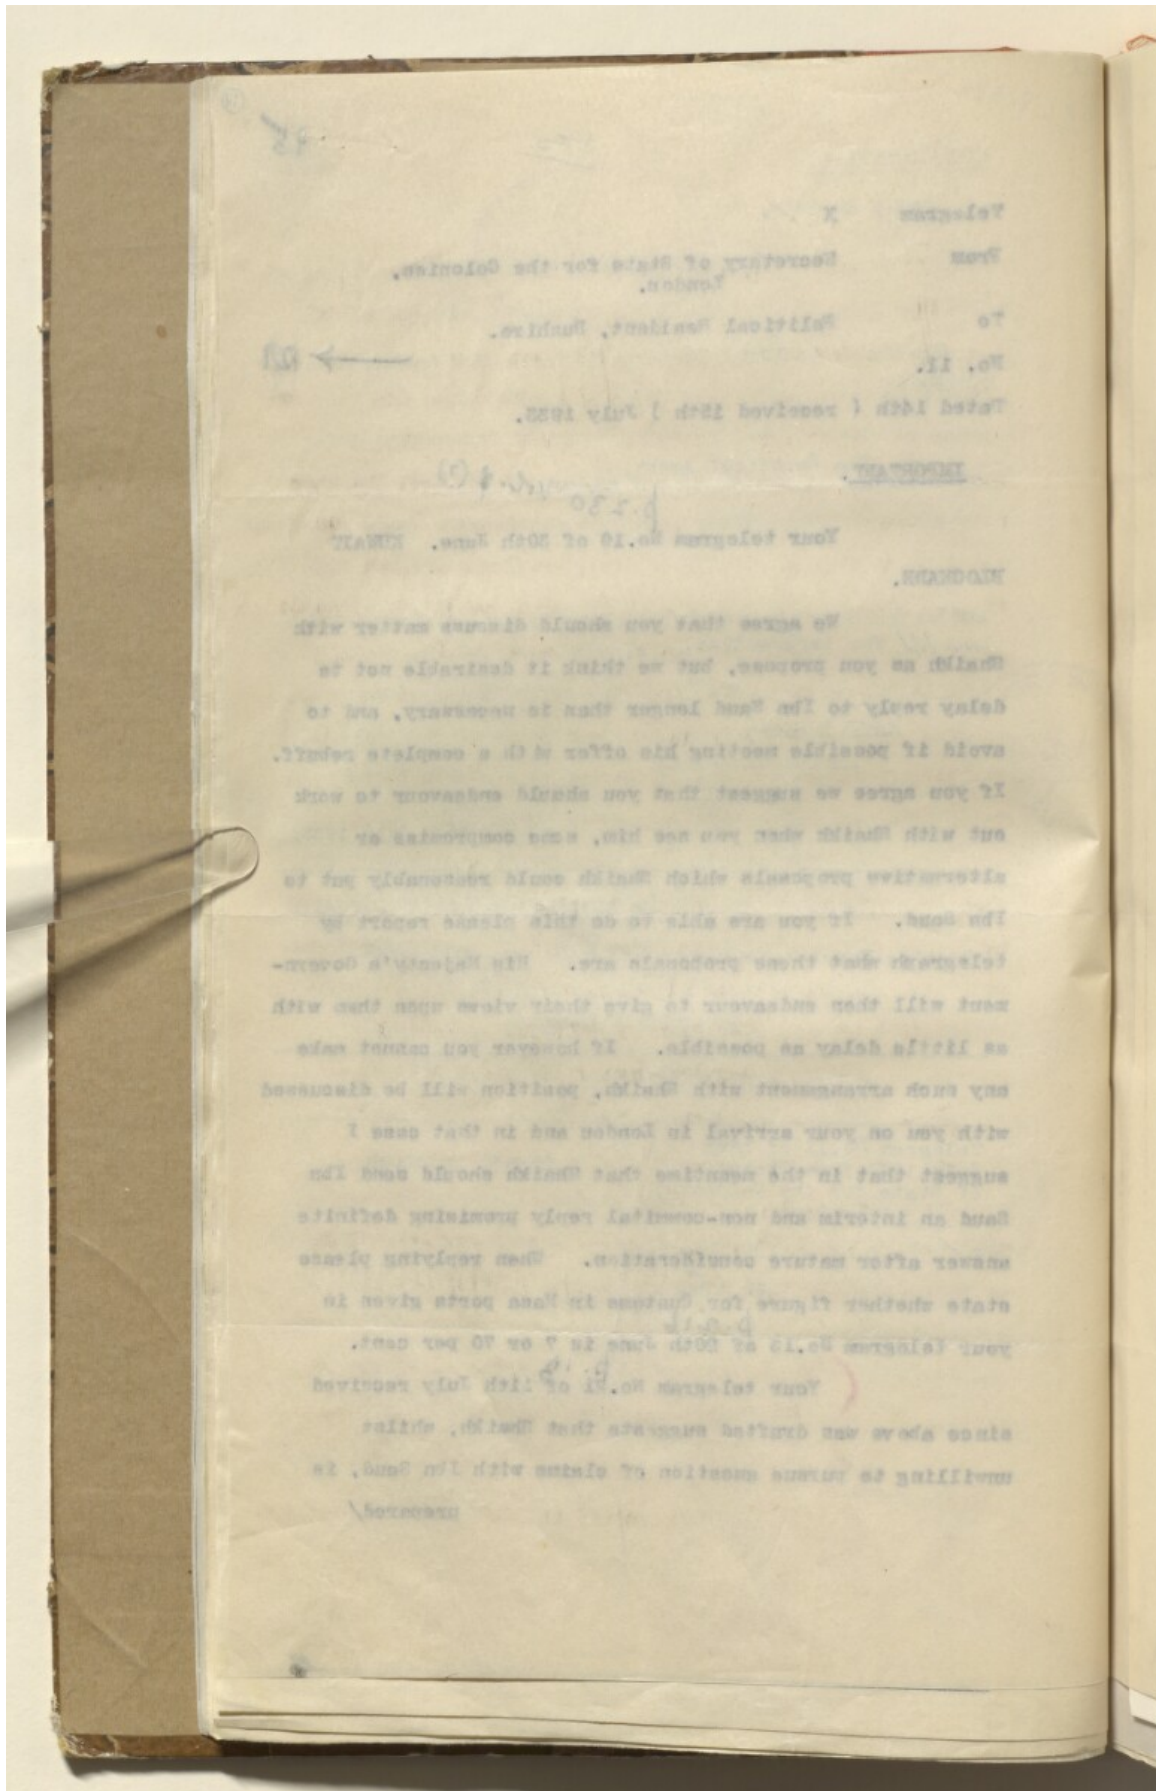 Telegram X
From Secretary of State for the Colonies,
London.
To Political Resident, Bushire.
No. 11.
Dated 14th ( received 15th ) July 1933.
IMPORTANT.
p. 230
Your telegram No.19 of 30th June. KUWAIT
BLOCKADE.
We agree that you should discuss matter with
Shaikh as you propose, but we think it desirable not to
delay reply to Ibn Saud longer than is necessary, and to
avoid if possible meeting his offer with a complete rebuff.
If you agree we suggest that you should endeavour to work
out with Shaikh when you see him, some compromise or
alternative proposals which Shaikh could reasonably put to
Ibn Saud. If you are able to do this please report by
telegraph what these proposals are. His Majesty's Govern-
ment will then endeavour to give their views upon them with
as little delay as possible. If however you cannot make
any such arrangement with Shaikh, position will be discussed
with you on your arrival in London and in that case I
suggest that in the meantime that Shaikh should send Ibn
Saud an interim and non-commital reply promising definite
answer after mature consideration. When replying please
state whether figure for Customs in Hasa ports given in
your telegram No.15 of 20th June is 7 or 70 per cent.
Your telegram No.21 of 11th July received
since above was drafted suggests that Shaikh, whilst
unwilling to pursue question of claims with Ibn Saud, is
prepared/